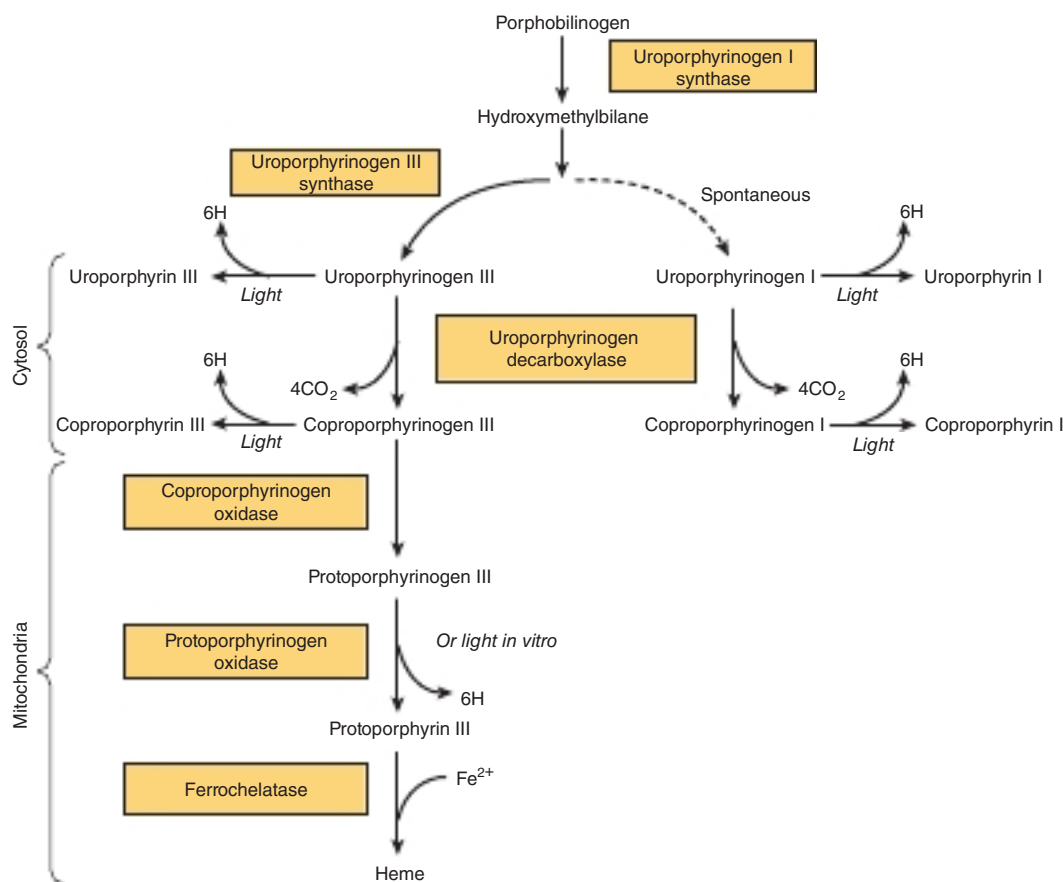 Porphobilinogen
Uroporphyrinogen I
synthase
Hydroxymethylbilane
Uroporphyrinogen III
synthase
Spontaneous
6H
6H
Uroporphyrin III
Light
Uroporphyrinogen III
Uroporphyrinogen I
Light
Uroporphyrin I
Cytosol
Uroporphyrinogen
decarboxylase
6H
4CO₂
4CO₂
6H
Coproporphyrin III
Light
Coproporphyrinogen III
Coproporphyrinogen I
Light
Coproporphyrin I
Coproporphyrinogen
oxidase
Protoporphyrinogen III
Mitochondria
Protoporphyrinogen
oxidase
Or light in vitro
6H
Protoporphyrin III
Ferrochelatase
Fe²⁺
Heme